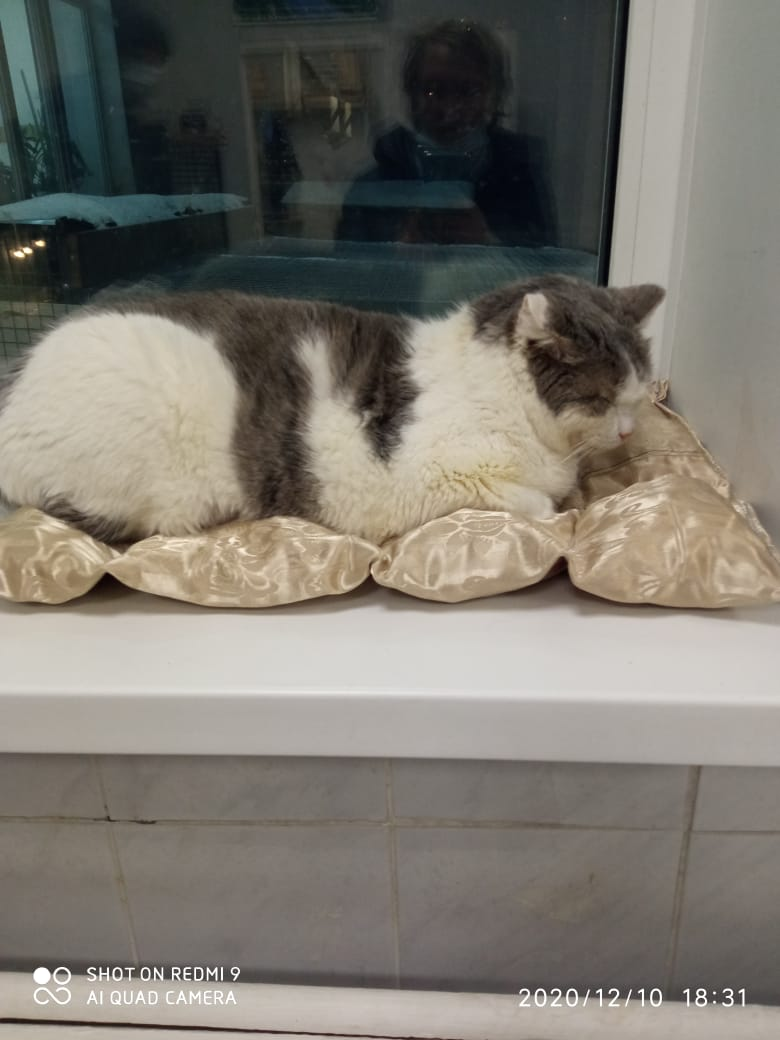 SHOT ON REDMI 9
AI QUAD CAMERA
2020/12/10 18:31